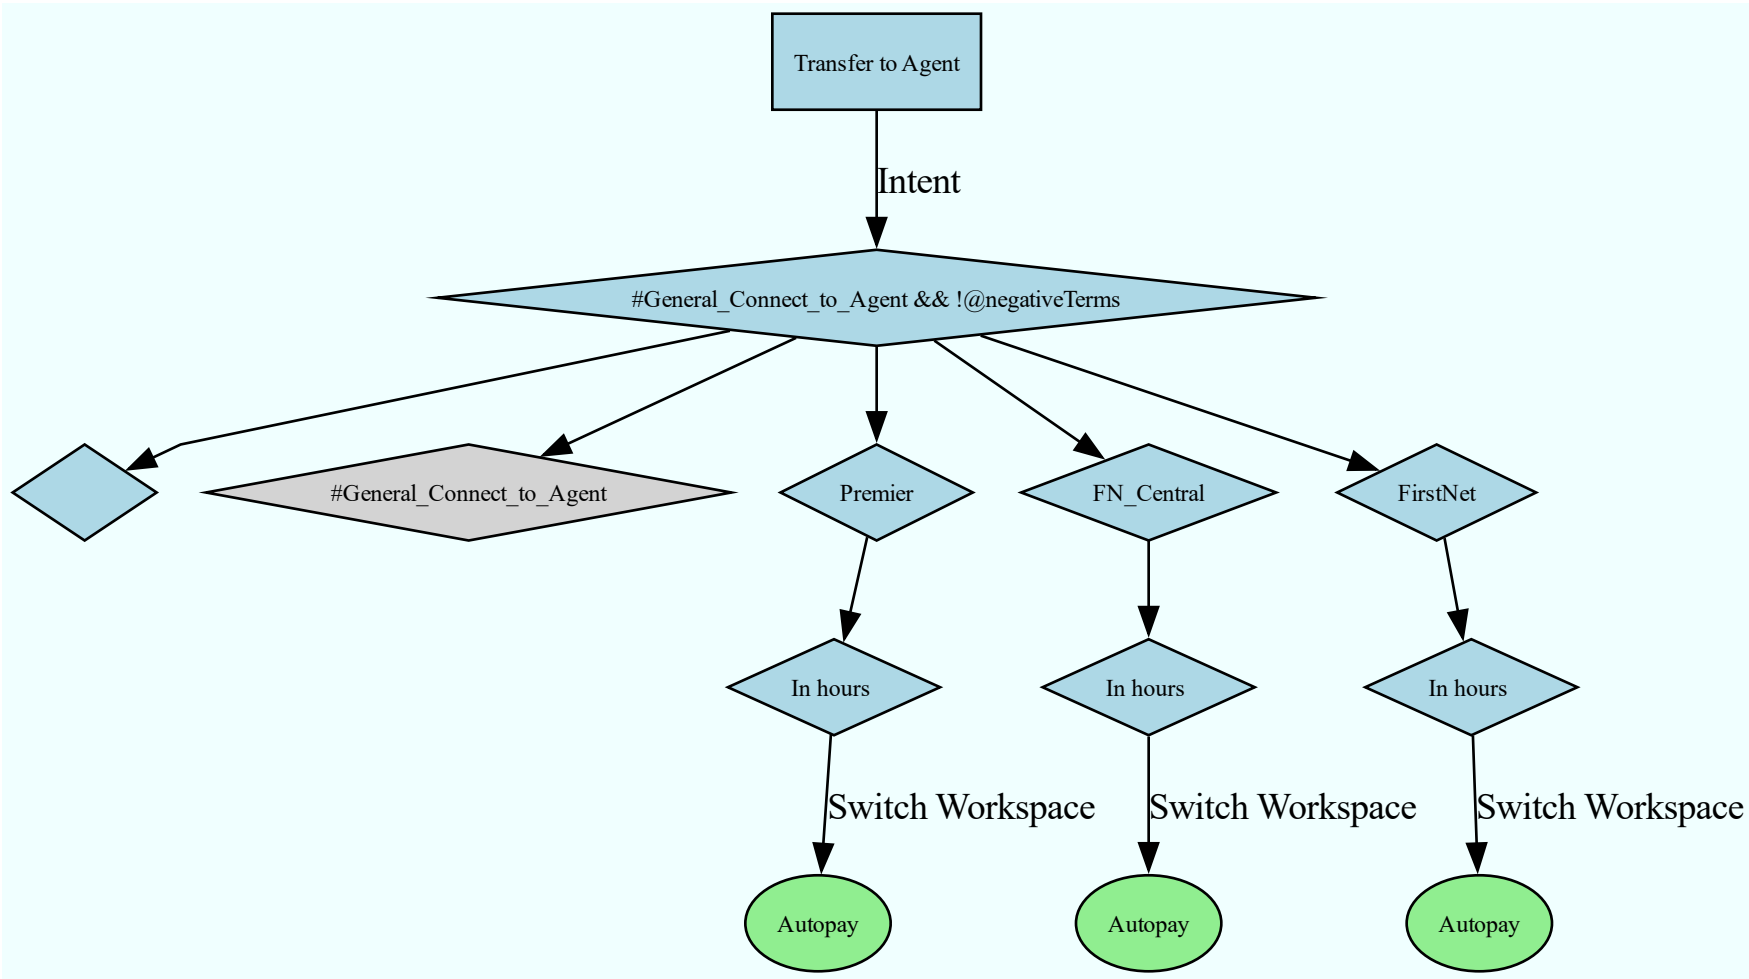 Transfer to Agent
Intent
#General_Connect_to_Agent && !@negativeTerms
#General_Connect_to_Agent
Premier
FN_Central
FirstNet
In hours
In hours
In hours
Switch Workspace
Switch Workspace
Switch Workspace
Autopay
Autopay
Autopay